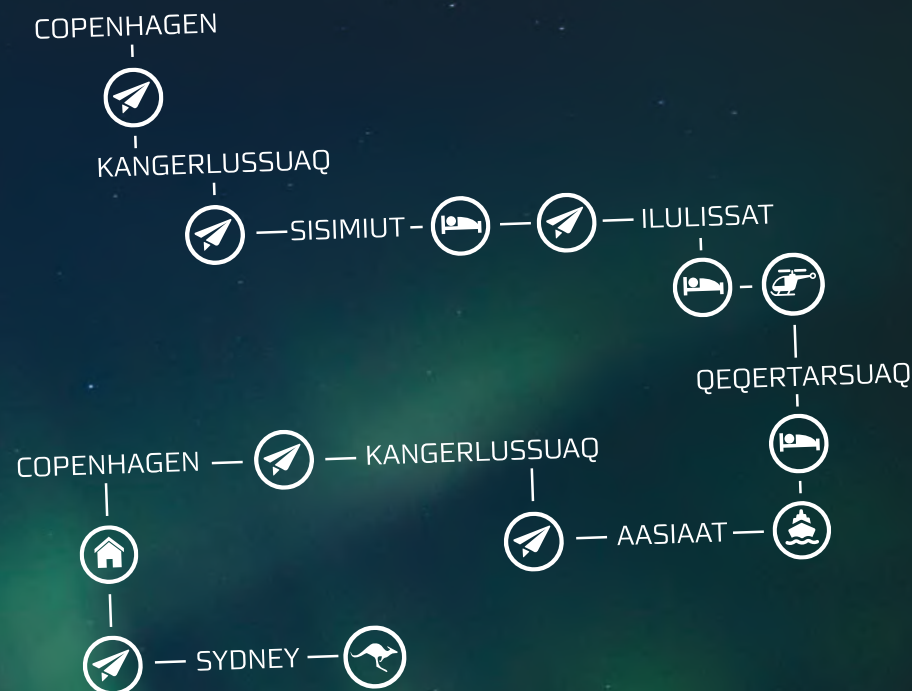 COPENHAGEN
KANGERLUSSUAQ
SISIMIUT
ILULISSAT
QEQERTARSUAQ
AASIAAT
KANGERLUSSUAQ
COPENHAGEN
SYDNEY